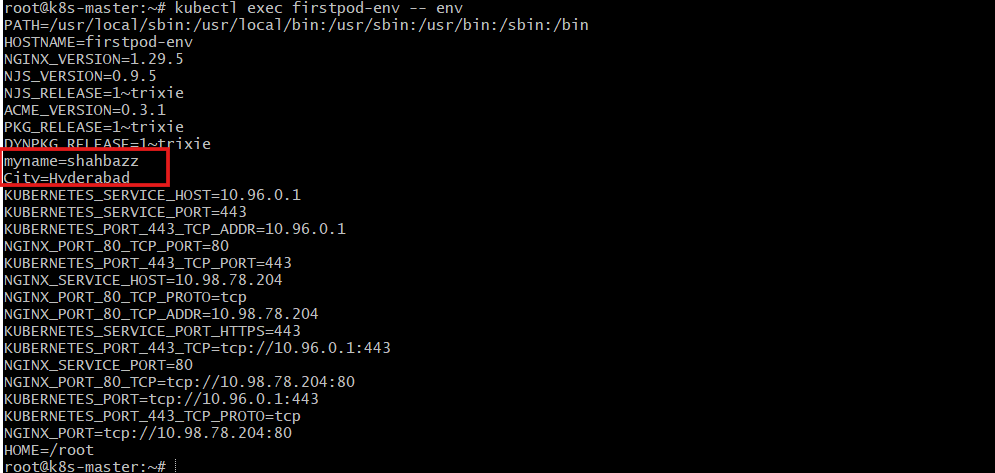 root@k8s-master:~# kubectl exec firstpod-env -- env
PATH=/usr/local/sbin:/usr/local/bin:/usr/sbin:/usr/bin:/sbin:/bin
HOSTNAME=firstpod-env
NGINX_VERSION=1.29.5
NJS_VERSION=0.9.5
NJS_RELEASE=1~trixie
ACME_VERSION=0.3.1
PKG_RELEASE=1~trixie
DYNPKG_RELEASE=1~trixie
myname=shahbazz
City=Hyderabad
KUBERNETES_SERVICE_HOST=10.96.0.1
KUBERNETES_SERVICE_PORT=443
KUBERNETES_PORT_443_TCP_ADDR=10.96.0.1
NGINX_PORT_80_TCP_PORT=80
KUBERNETES_PORT_443_TCP_PORT=443
NGINX_SERVICE_HOST=10.98.78.204
NGINX_PORT_80_TCP_PROTO=tcp
NGINX_PORT_80_TCP_ADDR=10.98.78.204
KUBERNETES_SERVICE_PORT_HTTPS=443
KUBERNETES_PORT_443_TCP=tcp://10.96.0.1:443
NGINX_SERVICE_PORT=80
NGINX_PORT_80_TCP=tcp://10.98.78.204:80
KUBERNETES_PORT=tcp://10.96.0.1:443
KUBERNETES_PORT_443_TCP_PROTO=tcp
NGINX_PORT=tcp://10.98.78.204:80
HOME=/root
root@k8s-master:~#